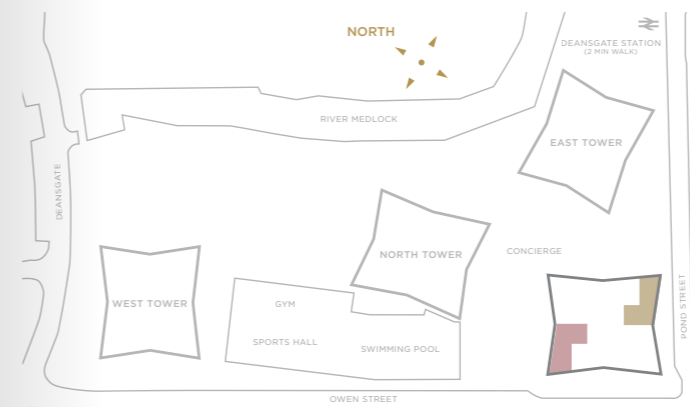 NORTH
DEANSGATE STATION
(2 MIN WALK)
RIVER MEDLOCK
EAST TOWER
DEANSGATE
NORTH TOWER
CONCIERGE
WEST TOWER
GYM
SPORTS HALL
SWIMMING POOL
POND STREET
OWEN STREET